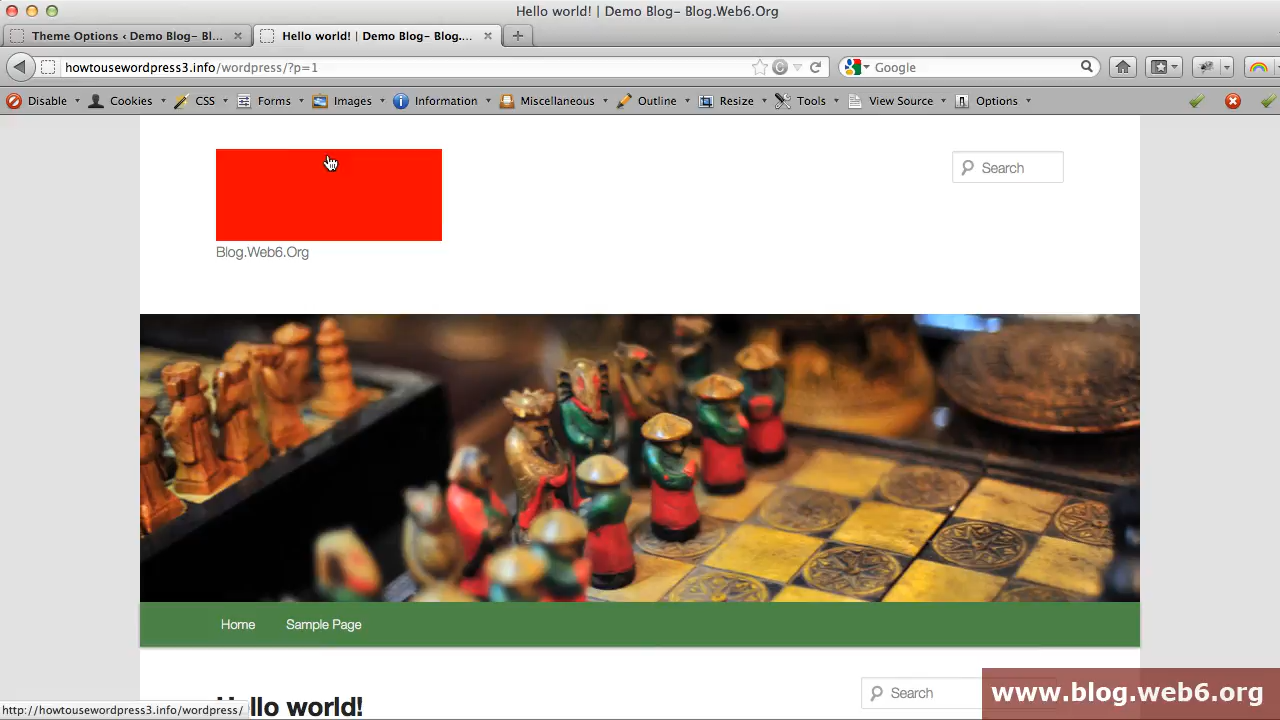 Hello world! | Demo Blog- Blog.Web6.Org
Theme Options ‹ Demo Blog- Bl...
Hello world! | Demo Blog- Blog....
howtousewordpress3.info/wordpress/?p=1
Google
Disable
Cookies
CSS
Forms
Images
Information
Miscellaneous
Outline
Resize
Tools
View Source
Options
Search
Blog.Web6.Org
Home
Sample Page
Hello world!
Search
www.blog.web6.org
http://howtousewordpress3.info/wordpress/